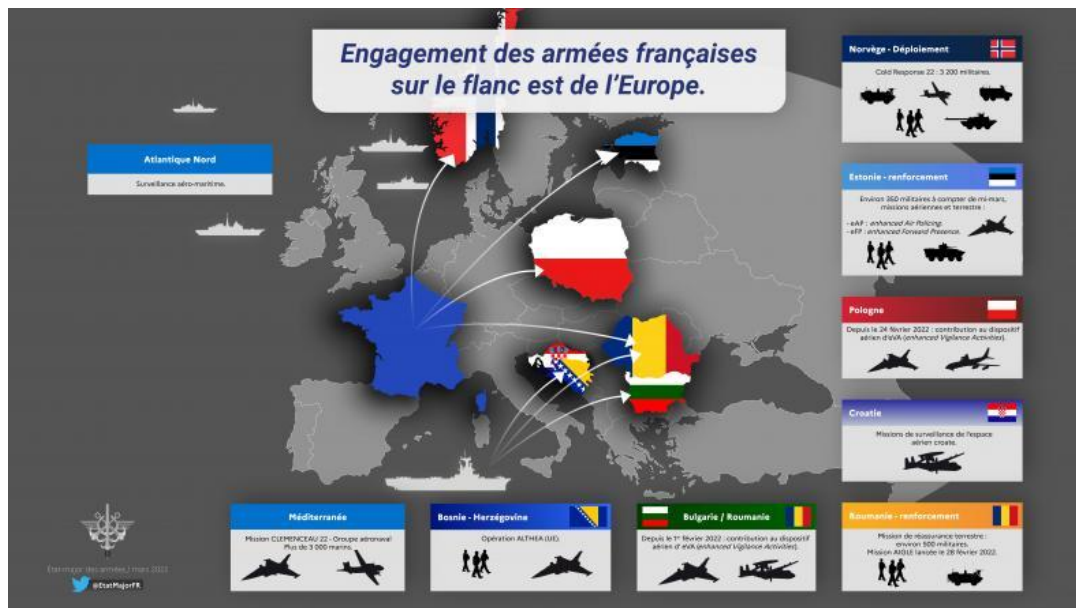 Engagement des armées françaises
sur le flanc est de l'Europe.
Atlantique Nord
Surveillance aéro-maritime.
Norvège - Déploiement
Cold Response 22 : 3 200 militaires.
Estonie - renforcement
Environ 350 militaires à compter de mi-mars,
missions aériennes et terrestre :
- eAP : enhanced Air Policing.
- eFP : enhanced Forward Presence.
Pologne
Depuis le 24 février 2022 : contribution au dispositif
aérien d'eVA (enhanced Vigilance Activities).
Croatie
Missions de surveillance de l'espace
aérien croate.
Méditerranée
Mission CLEMENCEAU 22 - Groupe aéronaval
Plus de 3 000 marins.
Bosnie - Herzégovine
Opération ALTHEA (UE).
Bulgarie / Roumanie
Depuis le 1er février 2022 : contribution au dispositif
aérien d' eVA (enhanced Vigilance Activities).
Roumanie - renforcement
Mission de réassurance terrestre :
environ 500 militaires.
Mission AIGLE lancée le 28 février 2022.
État-major des armées / mars 2022
@EtatMajorFR